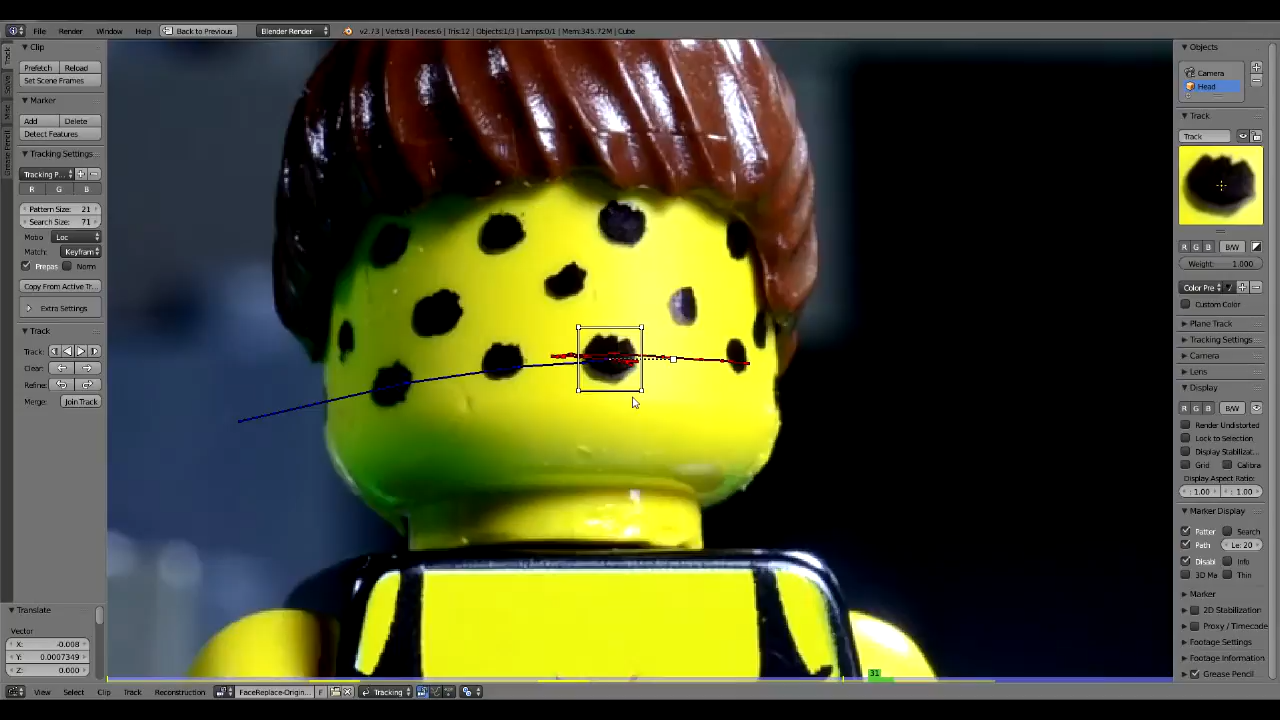 File Render Window Help Back to Previous Blender Render v2.73 | Verts:8 | Faces:6 | Tris:12 | Objects:1/3 | Lamps:0/1 | Mem:345.72M | Cube
Track
Solve
Misc
Grease Pencil
Clip
Prefetch Reload
Set Scene Frames
Marker
Add Delete
Detect Features
Tracking Settings
Tracking P...
R G B
Pattern Size: 21
Search Size: 71
Mo&o: Loc
Match: Keyfram
Prepas Norm
Copy From Active Tr...
Extra Settings
Track
Track:
Clear:
Refine:
Merge: Join Track
Translate
Vector
X: -0.008
Y: 0.0007349
Z: 0.000
Objects
Camera
Head
Track
Track
R G B B/W
Weight: 1.000
Color Pre
Custom Color
Plane Track
Tracking Settings
Camera
Lens
Display
R G B B/W
Render Undistorted
Lock to Selection
Display Stabilizat...
Grid Calibra
Display Aspect Ratio:
1.00 1.00
Marker Display
Patter Search
Path Le: 20
Disabl Info
3D Ma Thin
Marker
2D Stabilization
Proxy / Timecode
Footage Settings
Footage Information
Grease Pencil
31
View Select Clip Track Reconstruction FaceReplace-Origin... F Tracking